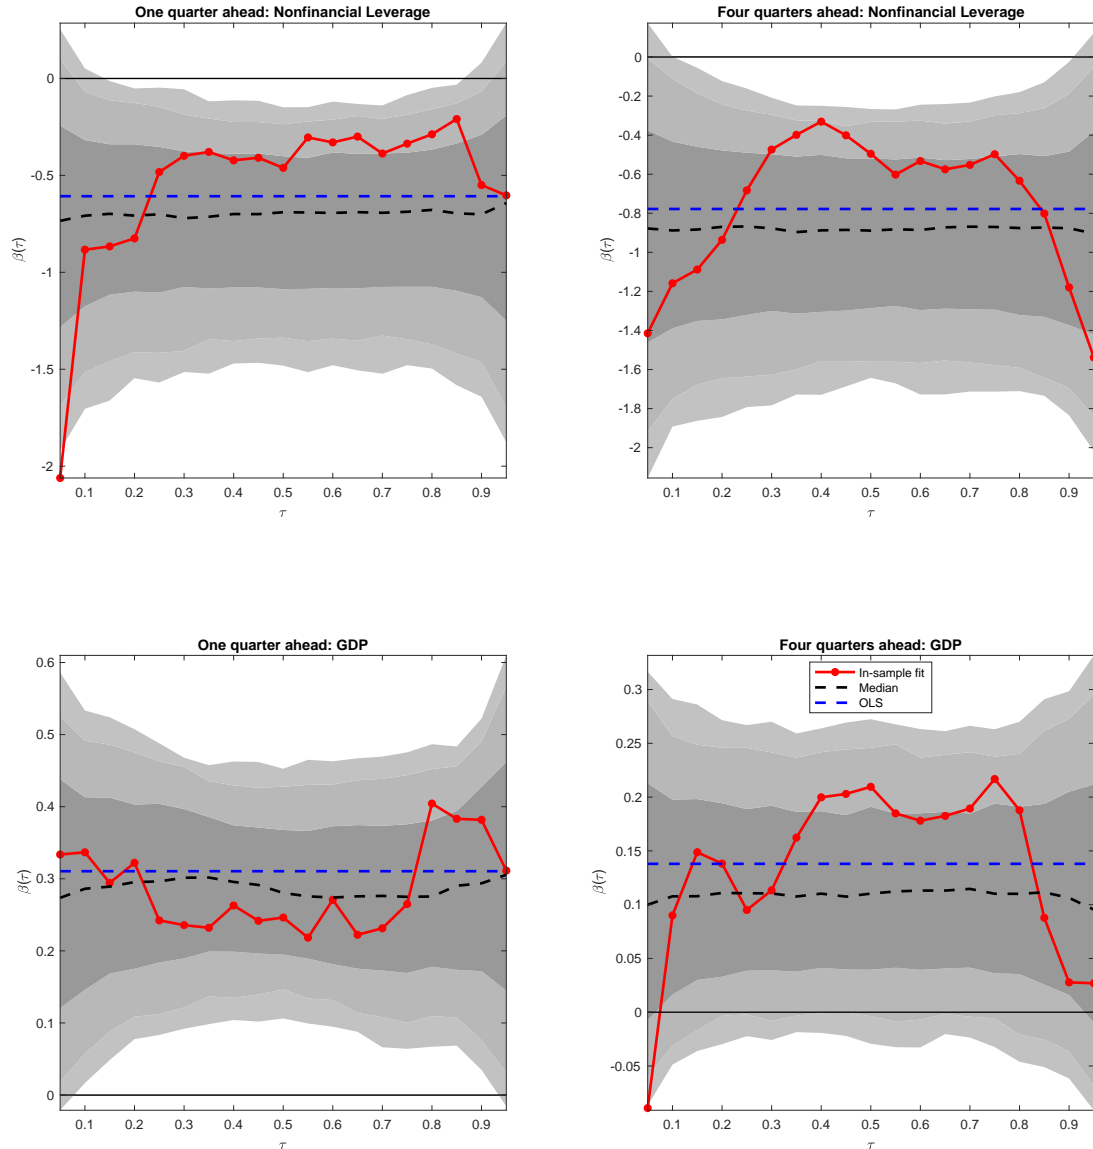 One quarter ahead: Nonfinancial Leverage
0
-0.5
-1
-1.5
-2
β(τ)
0.1 0.2 0.3 0.4 0.5 0.6 0.7 0.8 0.9
τ
Four quarters ahead: Nonfinancial Leverage
0
-0.2
-0.4
-0.6
-0.8
-1
-1.2
-1.4
-1.6
-1.8
-2
β(τ)
0.1 0.2 0.3 0.4 0.5 0.6 0.7 0.8 0.9
τ
One quarter ahead: GDP
0.6
0.5
0.4
0.3
0.2
0.1
0
β(τ)
0.1 0.2 0.3 0.4 0.5 0.6 0.7 0.8 0.9
τ
Four quarters ahead: GDP
In-sample fit
Median
OLS
0.3
0.25
0.2
0.15
0.1
0.05
0
-0.05
β(τ)
0.1 0.2 0.3 0.4 0.5 0.6 0.7 0.8 0.9
τ